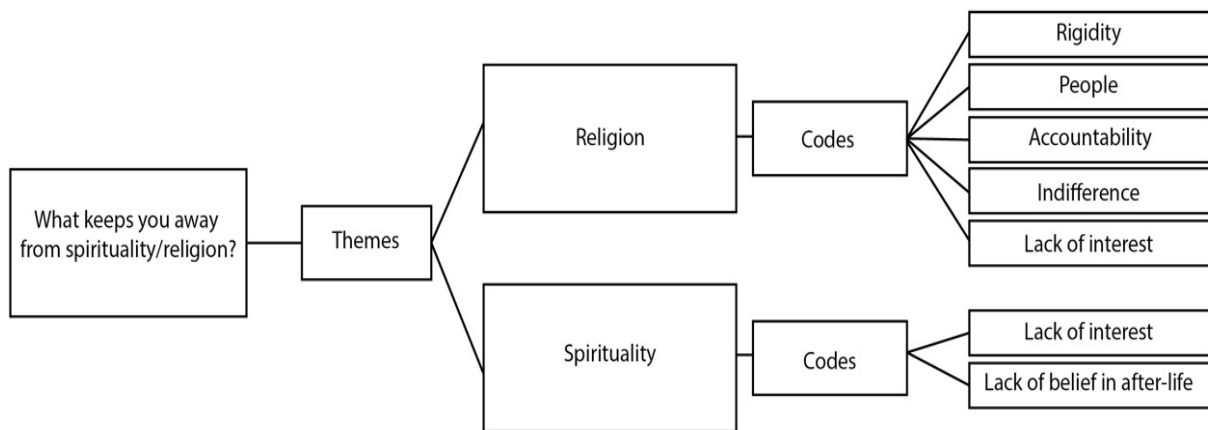 What keeps you away
from spirituality/religion?
Themes
Religion
Codes
Rigidity
People
Accountability
Indifference
Lack of interest
Spirituality
Codes
Lack of interest
Lack of belief in after-life